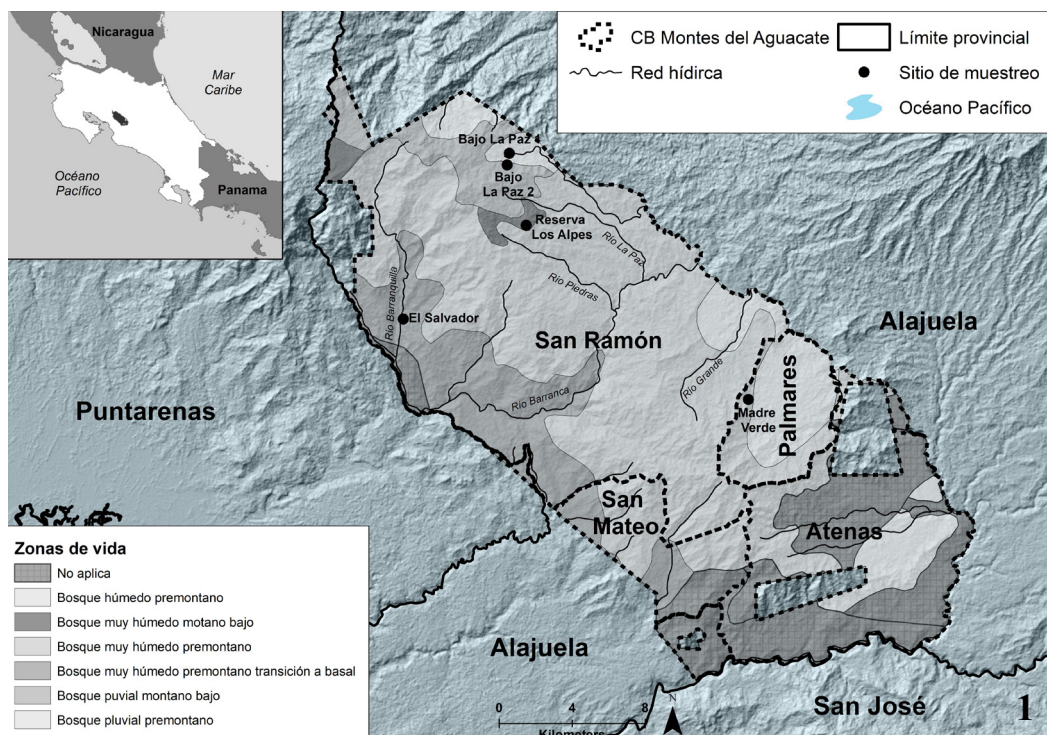 Nicaragua
Mar
Caribe
Océano
Pacífico
Panama
CB Montes del Aguacate
Límite provincial
Red hídirca
Sitio de muestreo
Océano Pacífico
Bajo La Paz 1
Bajo
La Paz 2
Reserva
Los Alpes
Río La Paz
Río Piedras
Río Barranquilla
El Salvador
San Ramón
Alajuela
Río Grande
Río Barranca
Puntarenas
Palmares
Madre
Verde
San
Mateo
Atenas
Zonas de vida
No aplica
Bosque húmedo premontano
Bosque muy húmedo motano bajo
Bosque muy húmedo premontano
Bosque muy húmedo premontano transición a basal
Bosque puvial montano bajo
Bosque pluvial premontano
Alajuela
San José
N
0 4 8
Kilometers
1